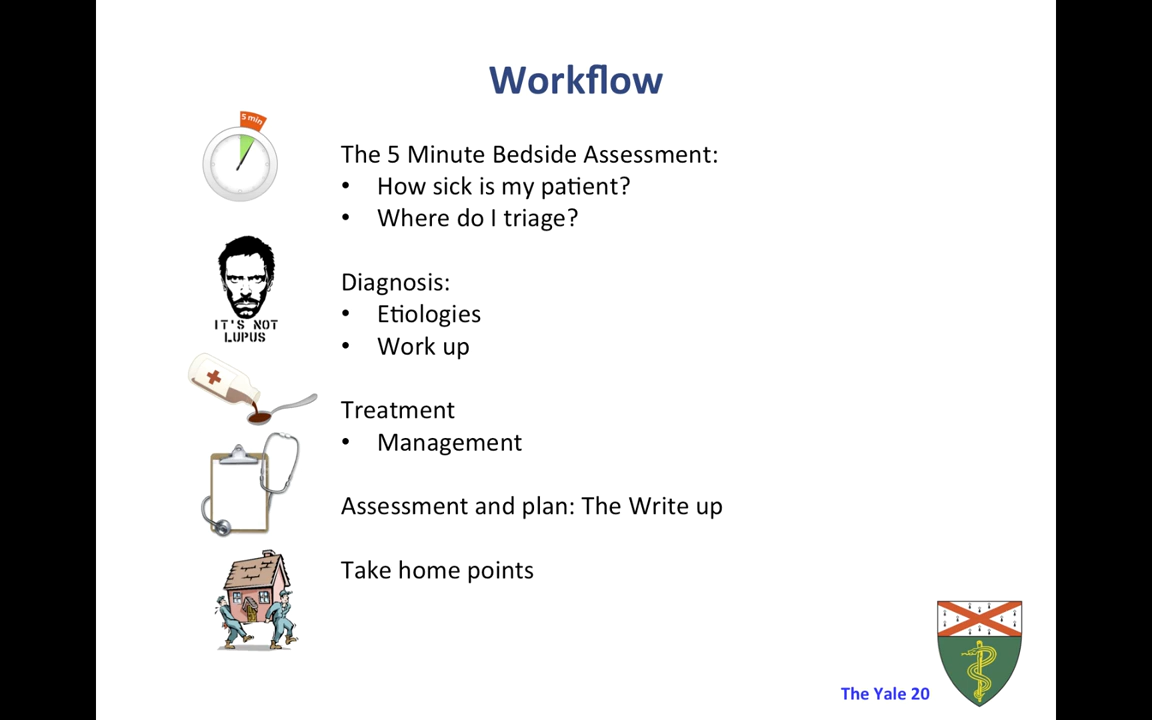 Workflow
5 min
The 5 Minute Bedside Assessment:
• How sick is my patient?
• Where do I triage?
IT'S NOT
LUPUS
Diagnosis:
• Etiologies
• Work up
Treatment
• Management
Assessment and plan: The Write up
Take home points
The Yale 20